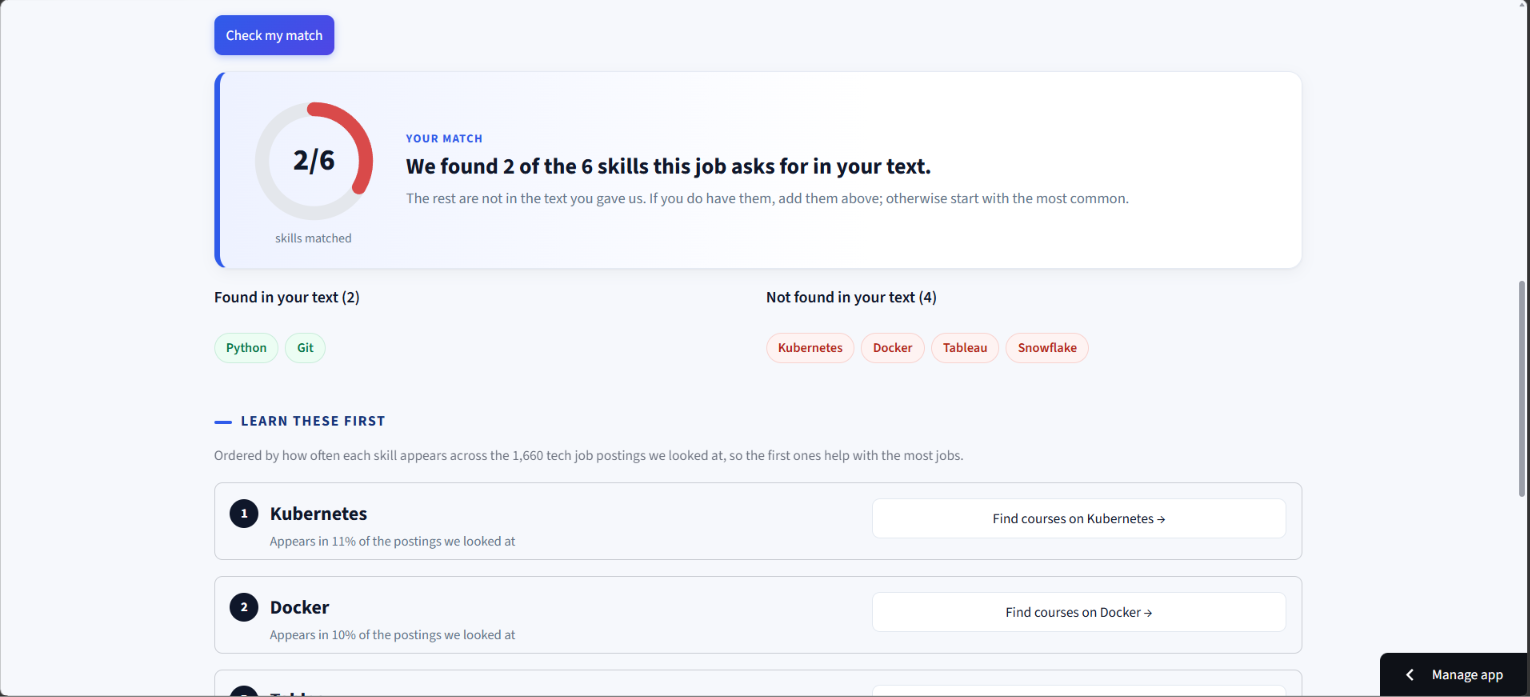 Check my match
2/6
skills matched
YOUR MATCH
We found 2 of the 6 skills this job asks for in your text.
The rest are not in the text you gave us. If you do have them, add them above; otherwise start with the most common.
Found in your text (2)
Python
Git
Not found in your text (4)
Kubernetes
Docker
Tableau
Snowflake
LEARN THESE FIRST
Ordered by how often each skill appears across the 1,660 tech job postings we looked at, so the first ones help with the most jobs.
1
Kubernetes
Appears in 11% of the postings we looked at
Find courses on Kubernetes →
2
Docker
Appears in 10% of the postings we looked at
Find courses on Docker →
Manage app